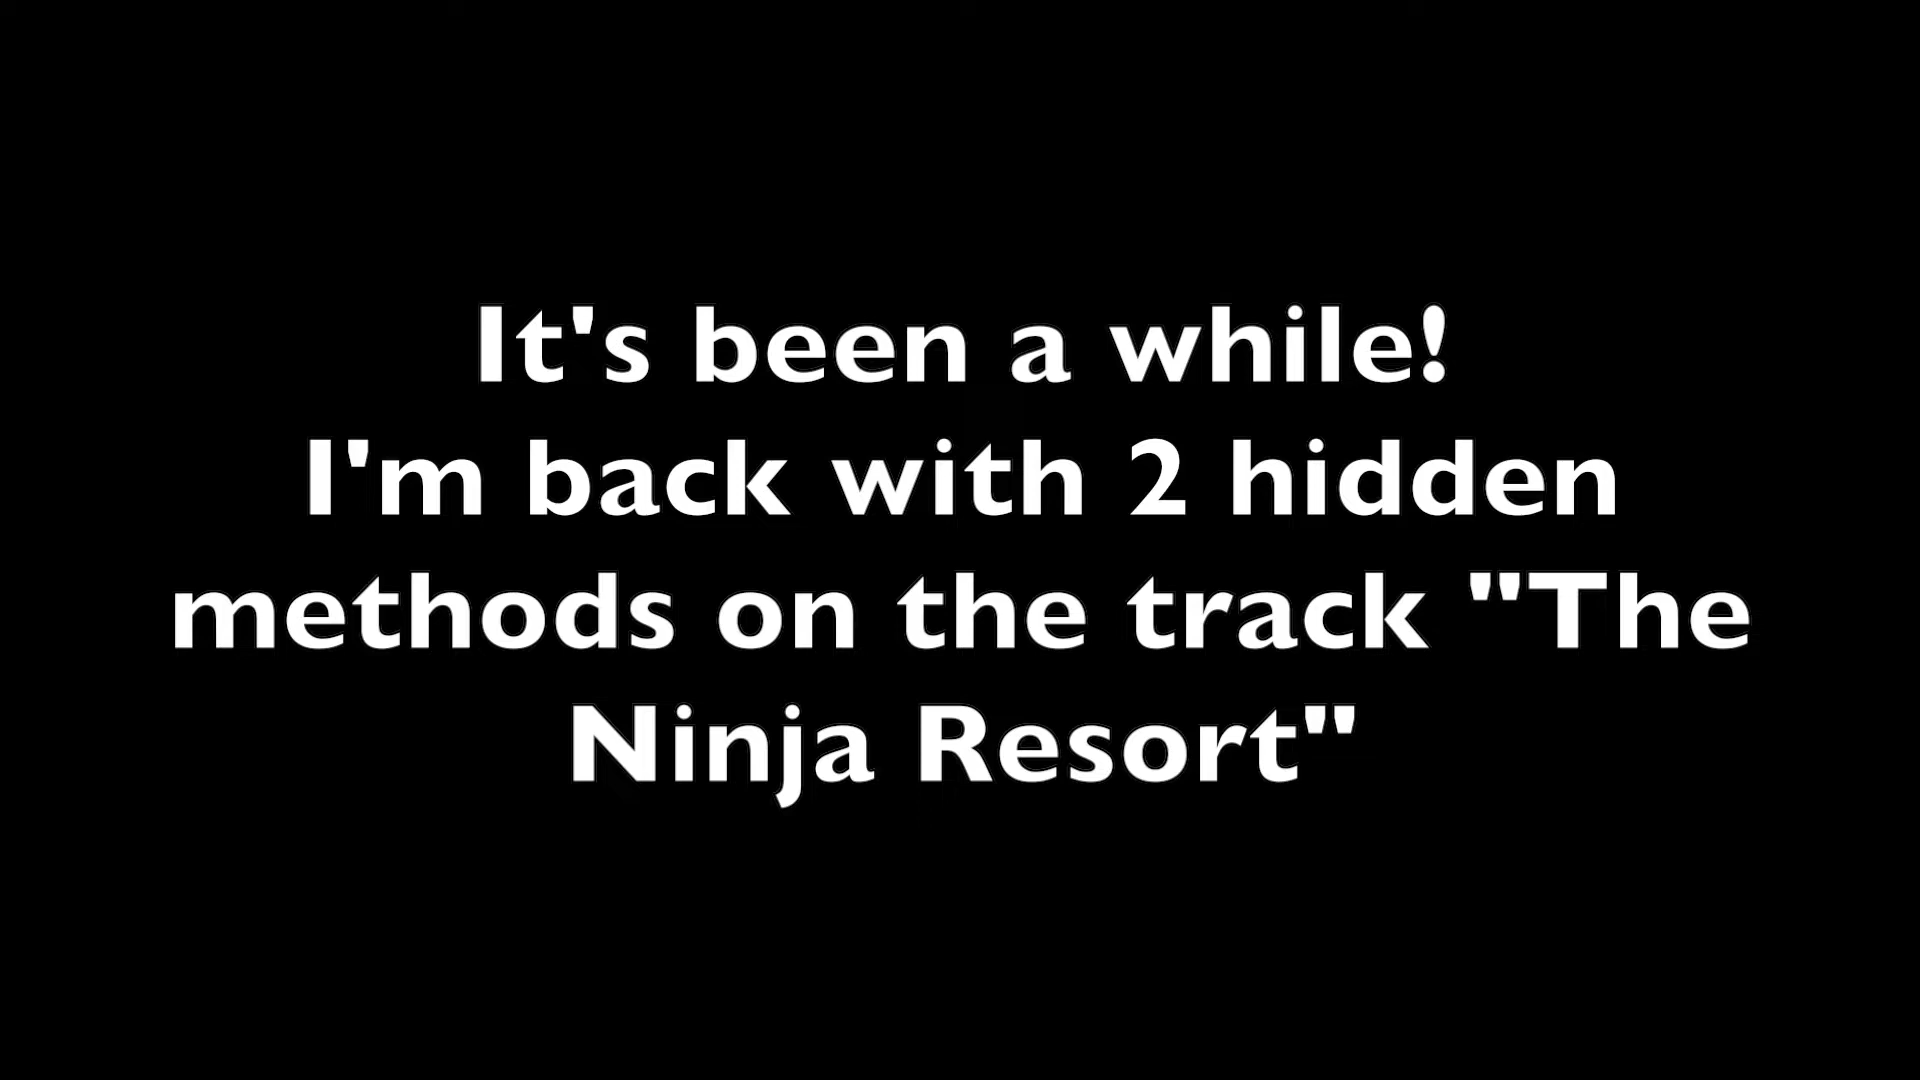 It's been a while!
I'm back with 2 hidden
methods on the track "The
Ninja Resort"